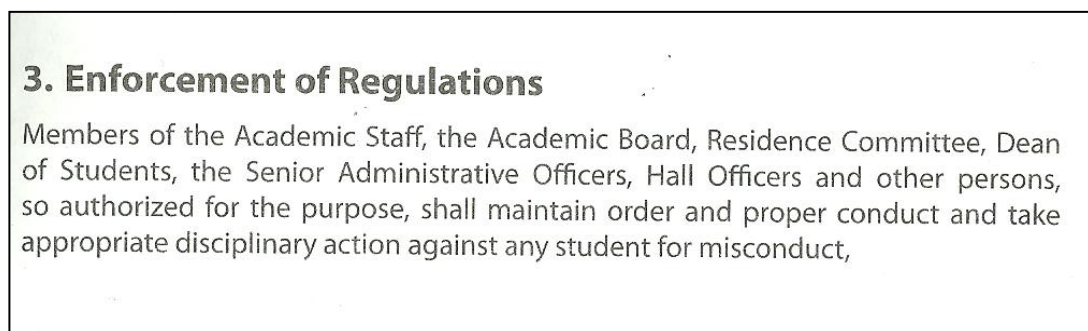 3. Enforcement of Regulations
Members of the Academic Staff, the Academic Board, Residence Committee, Dean
of Students, the Senior Administrative Officers, Hall Officers and other persons,
so authorized for the purpose, shall maintain order and proper conduct and take
appropriate disciplinary action against any student for misconduct,